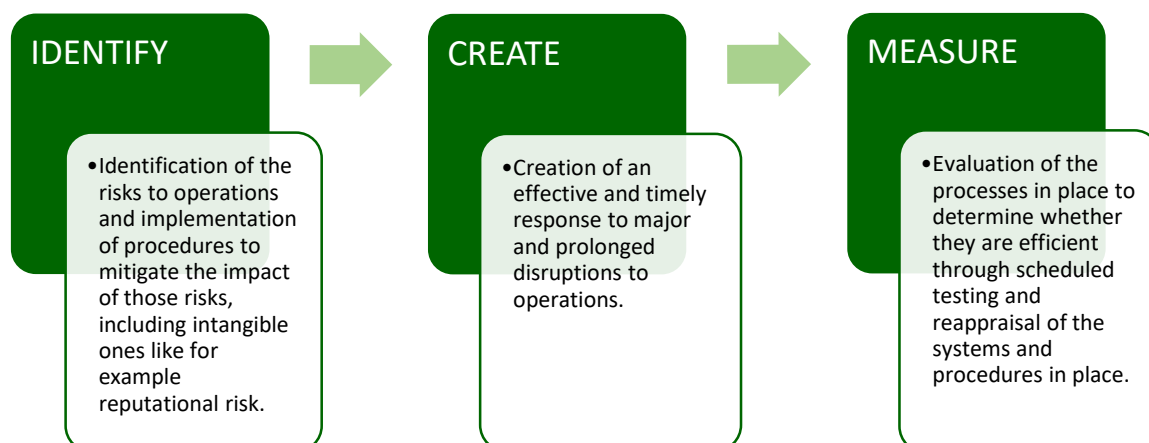 IDENTIFY
•Identification of the
risks to operations
and implementation
of procedures to
mitigate the impact
of those risks,
including intangible
ones like for
example
reputational risk.
CREATE
•Creation of an
effective and timely
response to major
and prolonged
disruptions to
operations.
MEASURE
•Evaluation of the
processes in place to
determine whether
they are efficient
through scheduled
testing and
reappraisal of the
systems and
procedures in place.